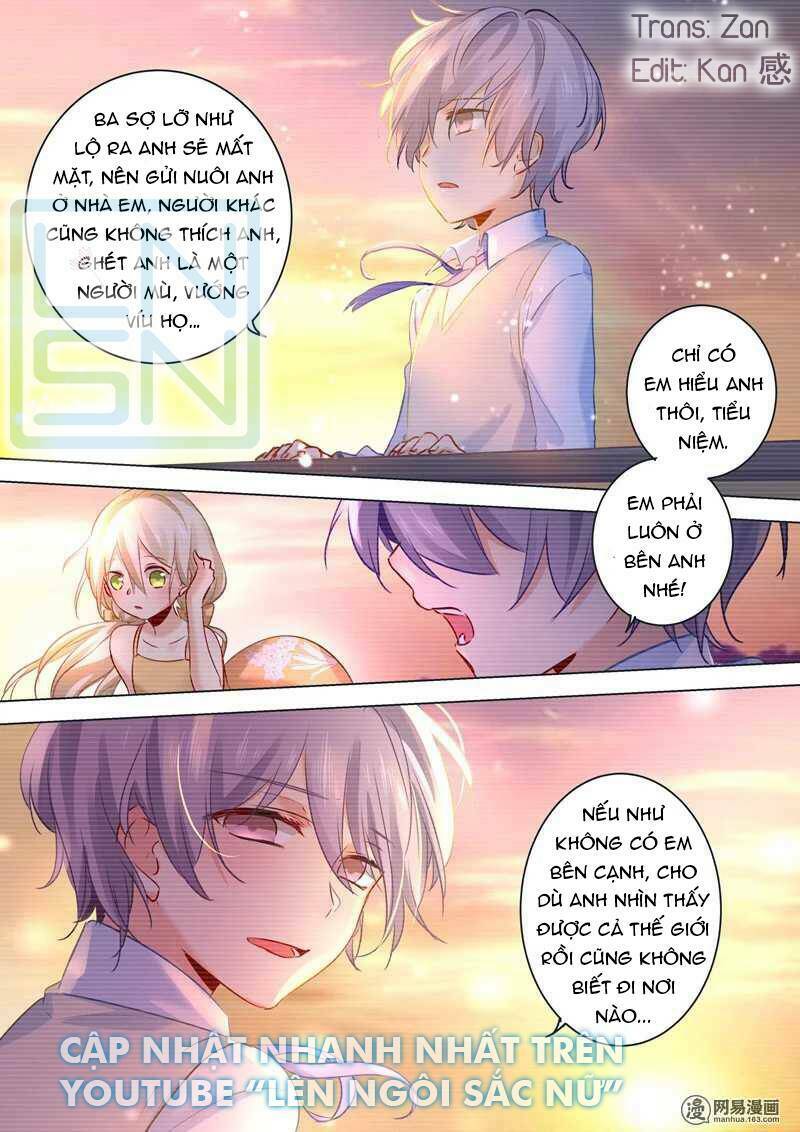 Trans: Zan
Edit: Kan 感
BA SỢ LỠ NHƯ
LỘ RA ANH SẼ MẤT
MẶT, NÊN GỬI NUÔI ANH
Ở NHÀ EM, NGƯỜI KHÁC
CŨNG KHÔNG THÍCH ANH,
GHÉT ANH LÀ MỘT
NGƯỜI MÙ, VƯỚNG
VÍU HỌ...
LNSN
CHỈ CÓ
EM HIỂU ANH
THÔI, TIỂU
NIỆM.
EM PHẢI
LUÔN Ở
BÊN ANH
NHÉ!
NẾU NHƯ
KHÔNG CÓ EM
BÊN CẠNH, CHO
DÙ ANH NHÌN THẤY
ĐƯỢC CẢ THẾ GIỚI
RỒI CŨNG KHÔNG
BIẾT ĐI NƠI
NÀO...
CẬP NHẬT NHANH NHẤT TRÊN
YOUTUBE "LÊN NGÔI SẮC NỮ"
漫 网易漫画
manhua.163.com